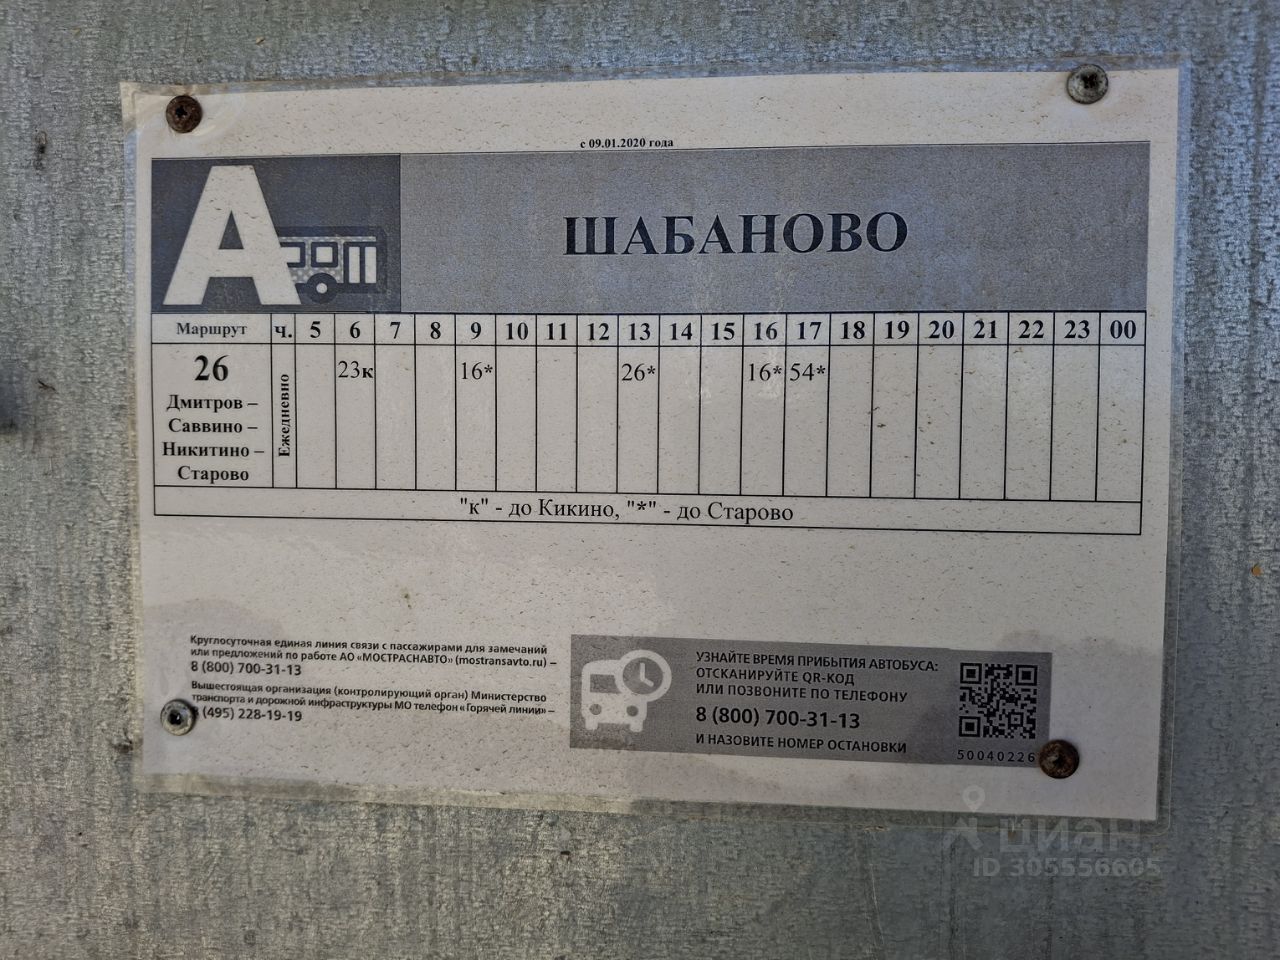 с 09.01.2020 года
А
ШАБАНОВО
Маршрут ч. 5 6 7 8 9 10 11 12 13 14 15 16 17 18 19 20 21 22 23 00
26 Ежедневно 23к 16* 26* 16* 54*
Дмитров –
Саввино –
Никитино –
Старово
"к" - до Кикино, "*" - до Старово
Круглосуточная единая линия связи с пассажирами для замечаний
или предложений по работе АО «МОСТРАСНАВТО» (mostransavto.ru) –
8 (800) 700-31-13
Вышестоящая организация (контролирующий орган) Министерство
транспорта и дорожной инфраструктуры МО телефон «Горячей линии» –
(495) 228-19-19
УЗНАЙТЕ ВРЕМЯ ПРИБЫТИЯ АВТОБУСА:
ОТСКАНИРУЙТЕ QR-КОД
ИЛИ ПОЗВОНИТЕ ПО ТЕЛЕФОНУ
8 (800) 700-31-13
И НАЗОВИТЕ НОМЕР ОСТАНОВКИ
50040226
циан
ID 305556605